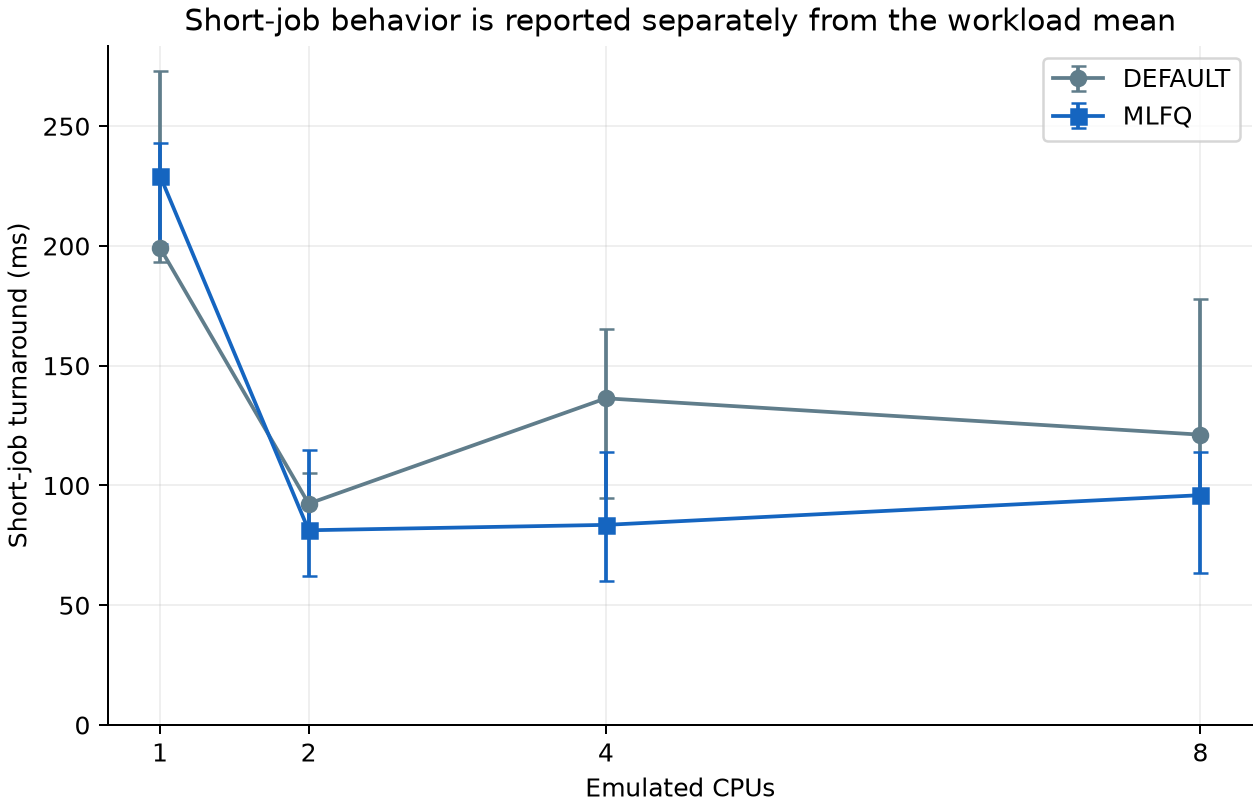 Short-job behavior is reported separately from the workload mean
DEFAULT
MLFQ
Short-job turnaround (ms)
250
200
150
100
50
0
1 2 4 8
Emulated CPUs